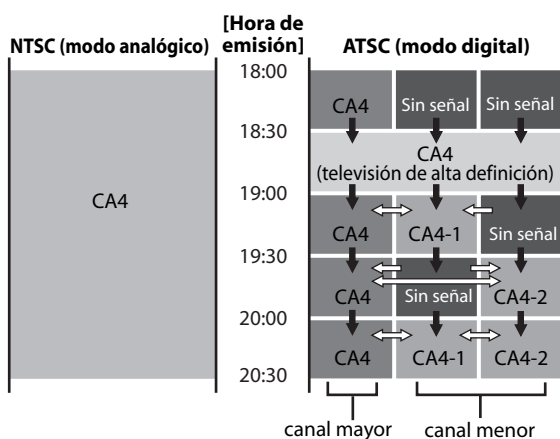 NTSC (modo analógico)
[Hora de
emisión]
ATSC (modo digital)
18:00
CA4
Sin señal
Sin señal
18:30
CA4
(televisión de alta definición)
CA4
19:00
CA4
CA4-1
Sin señal
19:30
CA4
Sin señal
CA4-2
20:00
CA4
CA4-1
CA4-2
20:30
canal mayor
canal menor